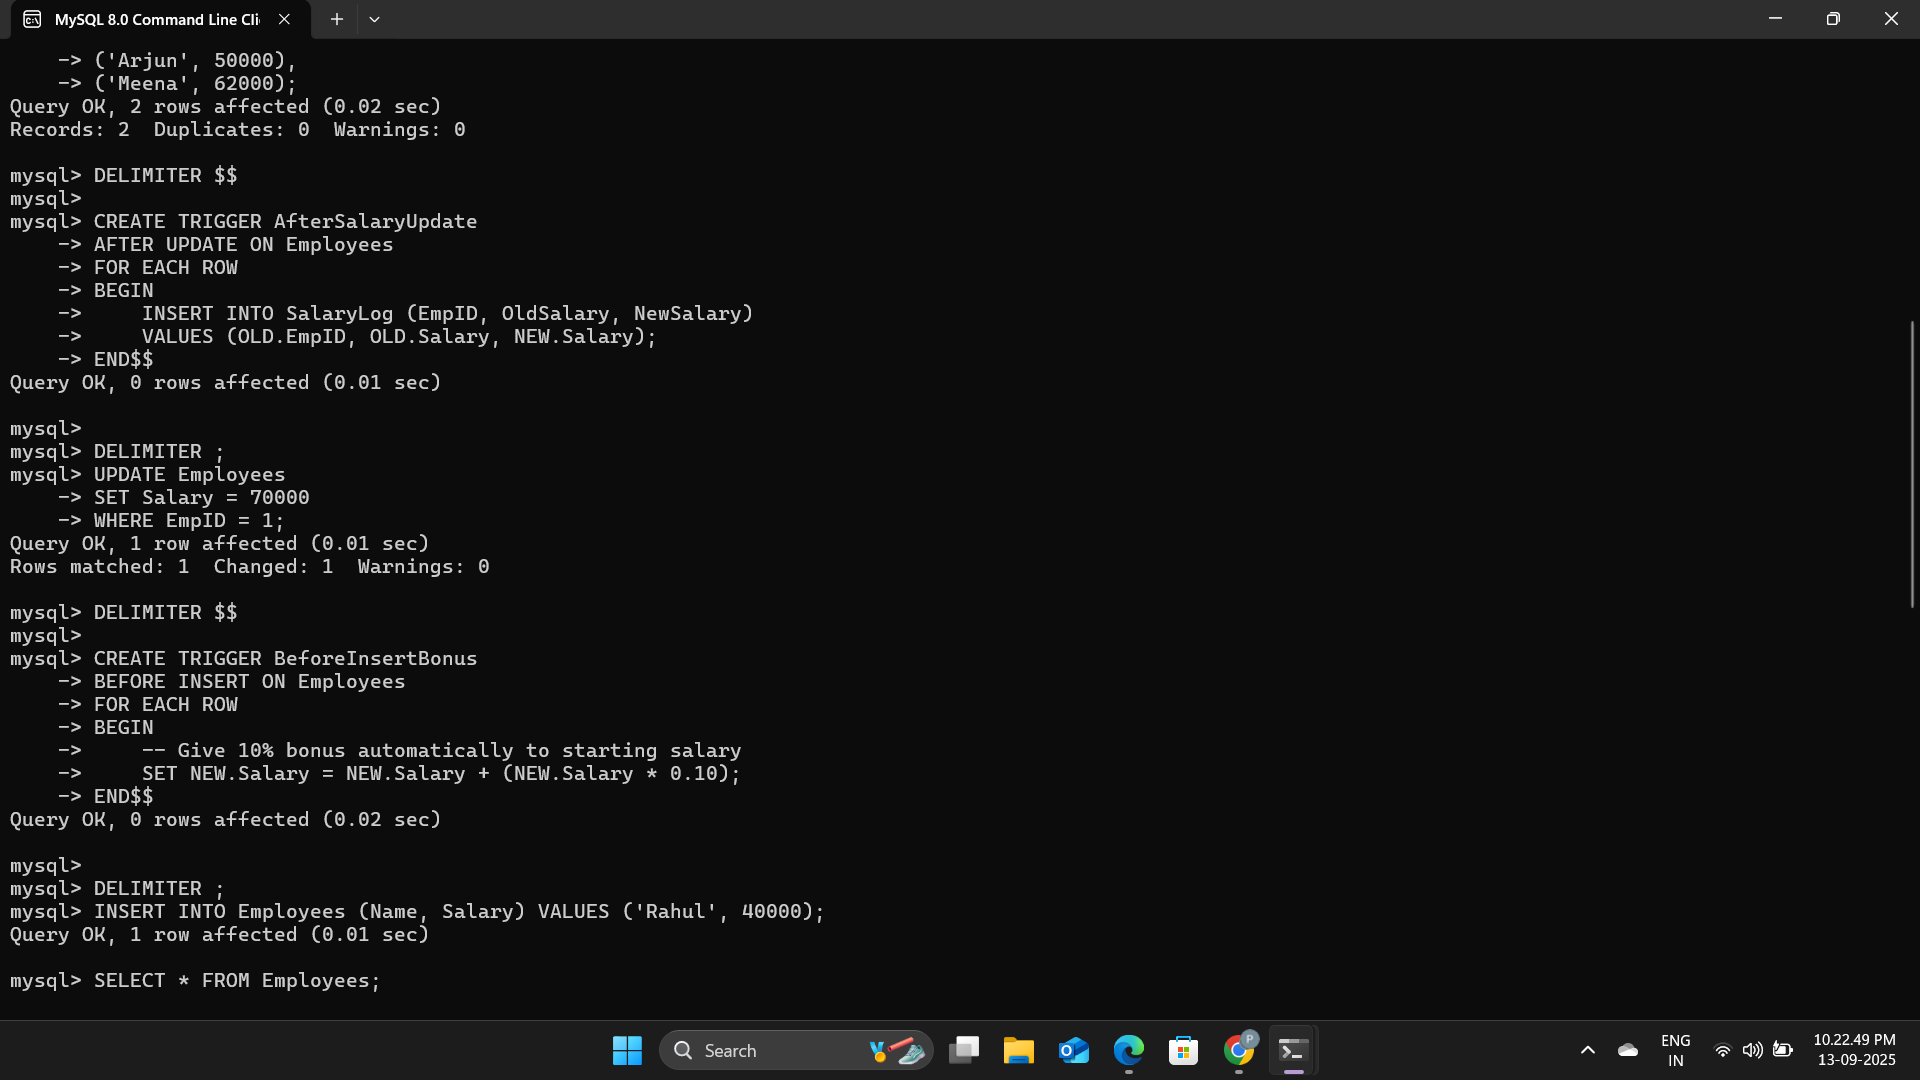 MySQL 8.0 Command Line Cli
-> ('Arjun', 50000),
-> ('Meena', 62000);
Query OK, 2 rows affected (0.02 sec)
Records: 2  Duplicates: 0  Warnings: 0
mysql> DELIMITER $$
mysql>
mysql> CREATE TRIGGER AfterSalaryUpdate
-> AFTER UPDATE ON Employees
-> FOR EACH ROW
-> BEGIN
->     INSERT INTO SalaryLog (EmpID, OldSalary, NewSalary)
->     VALUES (OLD.EmpID, OLD.Salary, NEW.Salary);
-> END$$
Query OK, 0 rows affected (0.01 sec)
mysql>
mysql> DELIMITER ;
mysql> UPDATE Employees
-> SET Salary = 70000
-> WHERE EmpID = 1;
Query OK, 1 row affected (0.01 sec)
Rows matched: 1  Changed: 1  Warnings: 0
mysql> DELIMITER $$
mysql>
mysql> CREATE TRIGGER BeforeInsertBonus
-> BEFORE INSERT ON Employees
-> FOR EACH ROW
-> BEGIN
->     -- Give 10% bonus automatically to starting salary
->     SET NEW.Salary = NEW.Salary + (NEW.Salary * 0.10);
-> END$$
Query OK, 0 rows affected (0.02 sec)
mysql>
mysql> DELIMITER ;
mysql> INSERT INTO Employees (Name, Salary) VALUES ('Rahul', 40000);
Query OK, 1 row affected (0.01 sec)
mysql> SELECT * FROM Employees;
Search
P
ENG
IN
10.22.49 PM
13-09-2025